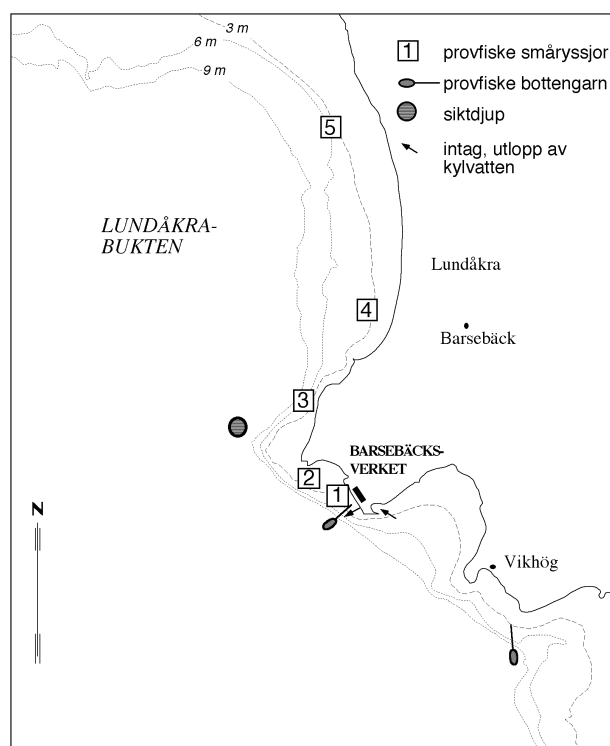 3 m
6 m
9 m
1 provfiske småryssjor
provfiske bottengarn
siktdjup
intag, utlopp av
kylvatten
5
LUNDÅKRA-
BUKTEN
Lundåkra
4
Barsebäck
3
BARSEBÄCKS-
VERKET
2
1
N
Vikhög